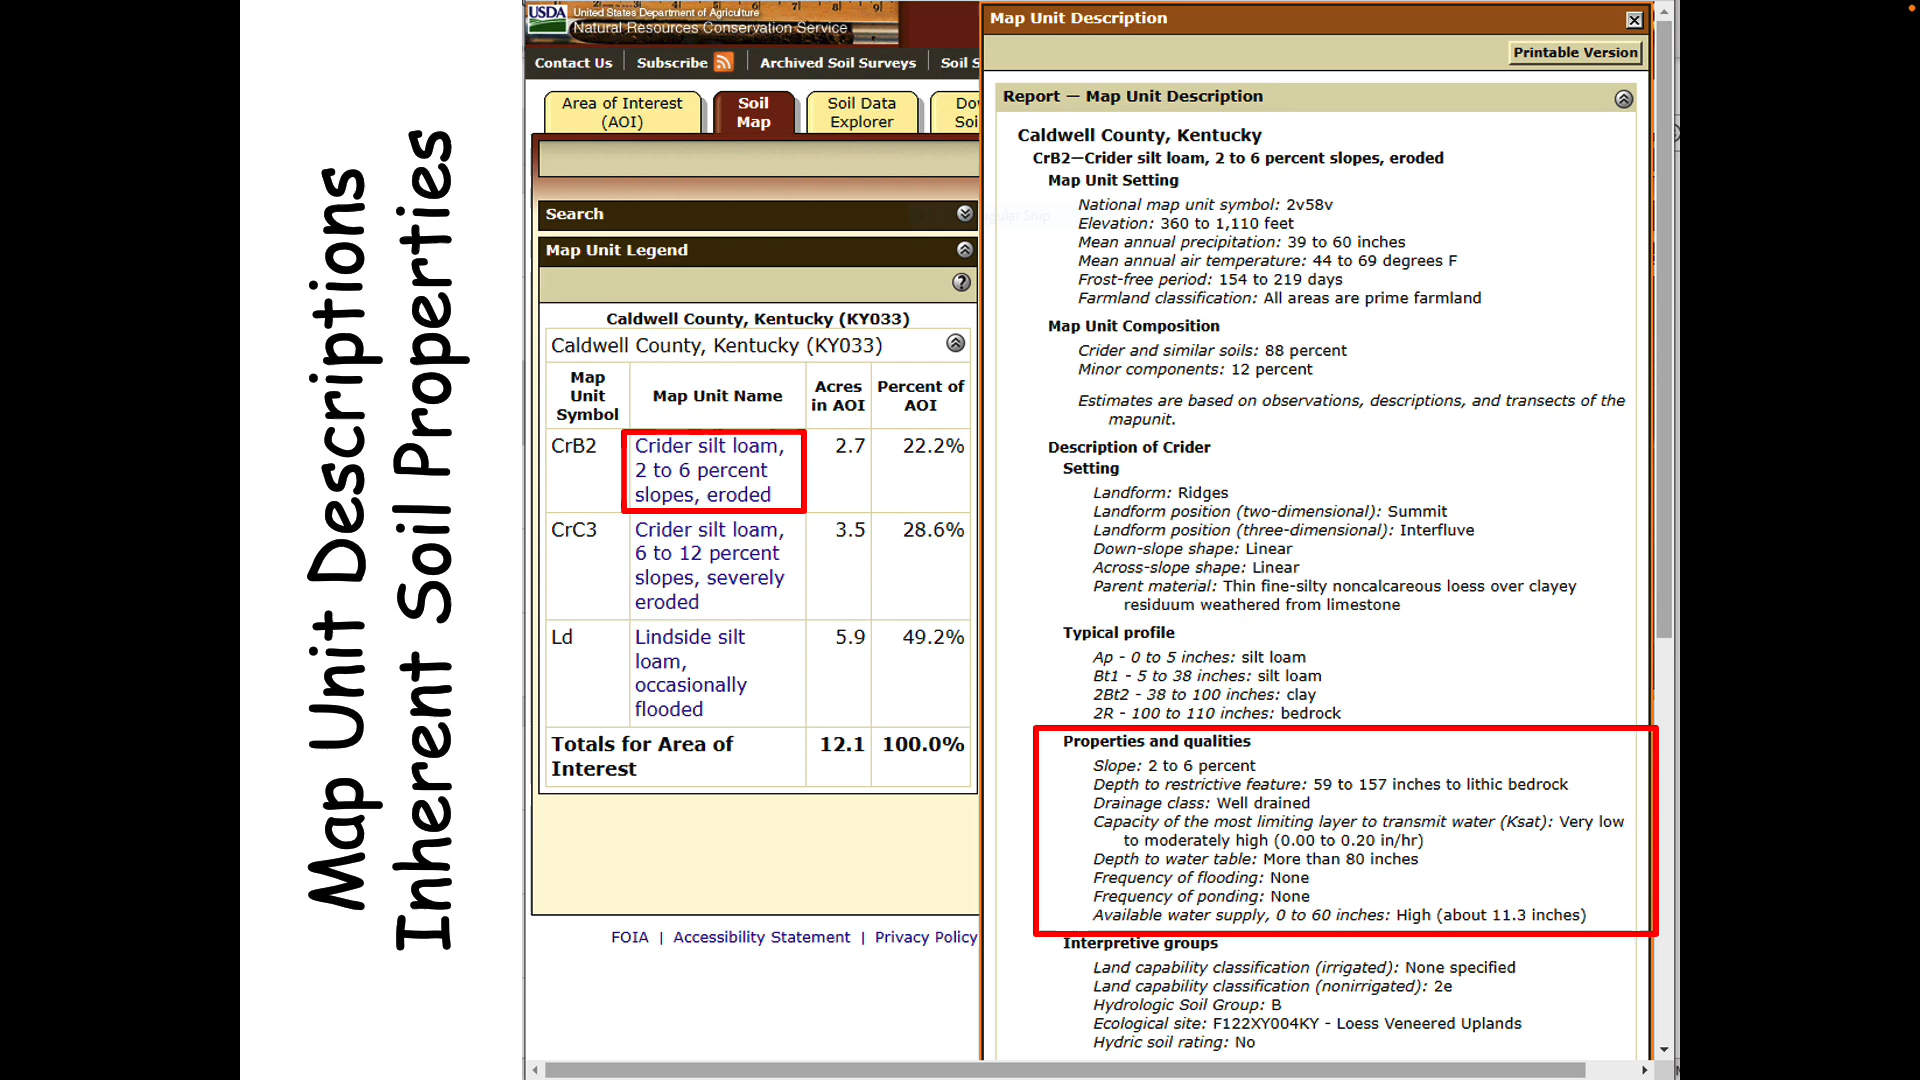 Map Unit Descriptions
Inherent Soil Properties
USDA United States Department of Agriculture
Natural Resources Conservation Service
Contact Us | Subscribe | Archived Soil Surveys | Soil S
Area of Interest
(AOI)
Soil
Map
Soil Data
Explorer
Do
Soi
Search
Map Unit Legend
?
Caldwell County, Kentucky (KY033)
Caldwell County, Kentucky (KY033)
Map
Unit
Symbol
Map Unit Name
Acres
in AOI
Percent of
AOI
CrB2 Crider silt loam, 2.7 22.2%
2 to 6 percent
slopes, eroded
CrC3 Crider silt loam, 3.5 28.6%
6 to 12 percent
slopes, severely
eroded
Ld Lindside silt 5.9 49.2%
loam,
occasionally
flooded
Totals for Area of 12.1 100.0%
Interest
FOIA | Accessibility Statement | Privacy Policy
Map Unit Description
Printable Version
Report — Map Unit Description
Caldwell County, Kentucky
CrB2—Crider silt loam, 2 to 6 percent slopes, eroded
Map Unit Setting
National map unit symbol: 2v58v
Elevation: 360 to 1,110 feet
Mean annual precipitation: 39 to 60 inches
Mean annual air temperature: 44 to 69 degrees F
Frost-free period: 154 to 219 days
Farmland classification: All areas are prime farmland
Map Unit Composition
Crider and similar soils: 88 percent
Minor components: 12 percent
Estimates are based on observations, descriptions, and transects of the
mapunit.
Description of Crider
Setting
Landform: Ridges
Landform position (two-dimensional): Summit
Landform position (three-dimensional): Interfluve
Down-slope shape: Linear
Across-slope shape: Linear
Parent material: Thin fine-silty noncalcareous loess over clayey
residuum weathered from limestone
Typical profile
Ap - 0 to 5 inches: silt loam
Bt1 - 5 to 38 inches: silt loam
2Bt2 - 38 to 100 inches: clay
2R - 100 to 110 inches: bedrock
Properties and qualities
Slope: 2 to 6 percent
Depth to restrictive feature: 59 to 157 inches to lithic bedrock
Drainage class: Well drained
Capacity of the most limiting layer to transmit water (Ksat): Very low
to moderately high (0.00 to 0.20 in/hr)
Depth to water table: More than 80 inches
Frequency of flooding: None
Frequency of ponding: None
Available water supply, 0 to 60 inches: High (about 11.3 inches)
Interpretive groups
Land capability classification (irrigated): None specified
Land capability classification (nonirrigated): 2e
Hydrologic Soil Group: B
Ecological site: F122XY004KY - Loess Veneered Uplands
Hydric soil rating: No